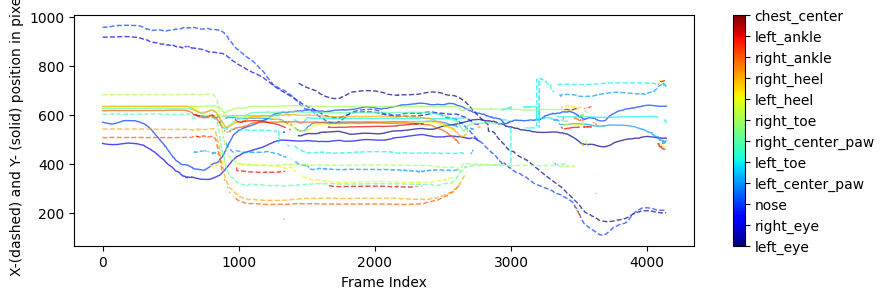 X-(dashed) and Y- (solid) position in pixe
1000
800
600
400
200
0
1000
2000
3000
4000
Frame Index
chest_center
left_ankle
right_ankle
right_heel
left_heel
right_toe
right_center_paw
left_toe
left_center_paw
nose
right_eye
left_eye